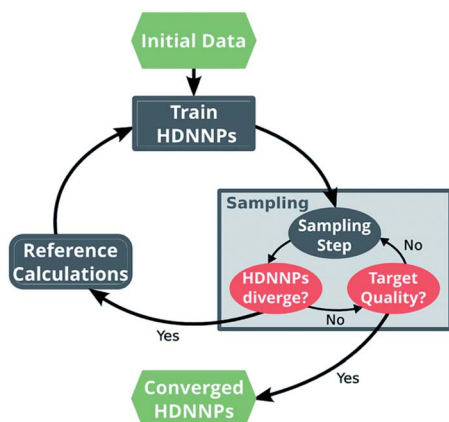 Initial Data
Train
HDNNPs
Sampling
Sampling
Step
No
Reference
Calculations
HDNNPs
diverge?
Target
Quality?
No
Yes
Yes
Converged
HDNNPs